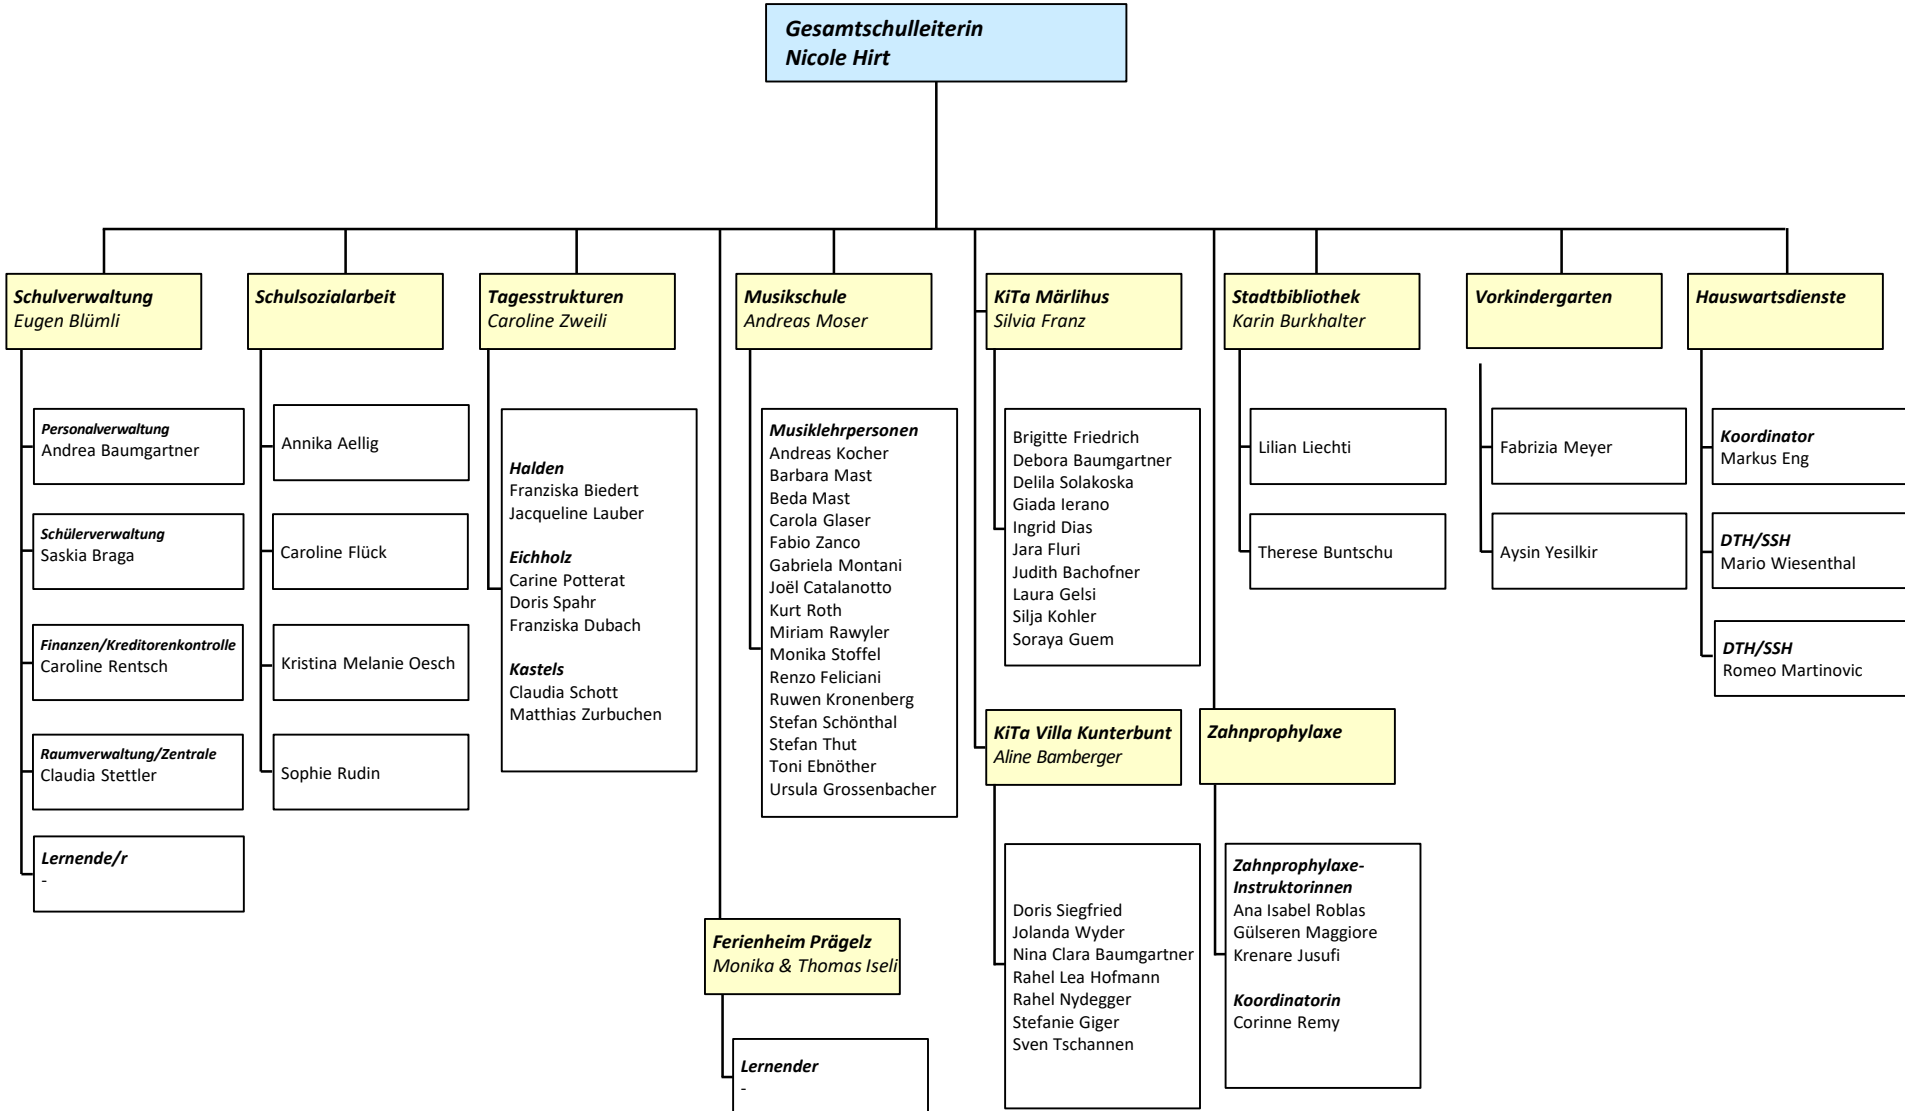 Gesamtschulleiterin
Nicole Hirt
Schulverwaltung
Eugen Blümli
Personalverwaltung
Andrea Baumgartner
Schülerverwaltung
Saskia Braga
Finanzen/Kreditorenkontrolle
Caroline Rentsch
Raumverwaltung/Zentrale
Claudia Stettler
Lernende/r
-
Schulsozialarbeit
Annika Aellig
Caroline Flück
Kristina Melanie Oesch
Sophie Rudin
Tagesstrukturen
Caroline Zweili
Halden
Franziska Biedert
Jacqueline Lauber
Eichholz
Carine Potterat
Doris Spahr
Franziska Dubach
Kastels
Claudia Schott
Matthias Zurbuchen
Ferienheim Prägelz
Monika & Thomas Iseli
Lernender
-
Musikschule
Andreas Moser
Musiklehrpersonen
Andreas Kocher
Barbara Mast
Beda Mast
Carola Glaser
Fabio Zanco
Gabriela Montani
Joël Catalanotto
Kurt Roth
Miriam Rawyler
Monika Stoffel
Renzo Feliciani
Ruwen Kronenberg
Stefan Schönthal
Stefan Thut
Toni Ebnöther
Ursula Grossenbacher
KiTa Märlihus
Silvia Franz
Brigitte Friedrich
Debora Baumgartner
Delila Solakoska
Giada Ierano
Ingrid Dias
Jara Fluri
Judith Bachofner
Laura Gelsi
Silja Kohler
Soraya Guem
KiTa Villa Kunterbunt
Aline Bamberger
Doris Siegfried
Jolanda Wyder
Nina Clara Baumgartner
Rahel Lea Hofmann
Rahel Nydegger
Stefanie Giger
Sven Tschannen
Stadtbibliothek
Karin Burkhalter
Lilian Liechti
Therese Buntschu
Zahnprophylaxe
Zahnprophylaxe-
Instruktorinnen
Ana Isabel Roblas
Gülseren Maggiore
Krenare Jusufi
Koordinatorin
Corinne Remy
Vorkindergarten
Fabrizia Meyer
Aysin Yesilkir
Hauswartsdienste
Koordinator
Markus Eng
DTH/SSH
Mario Wiesenthal
DTH/SSH
Romeo Martinovic